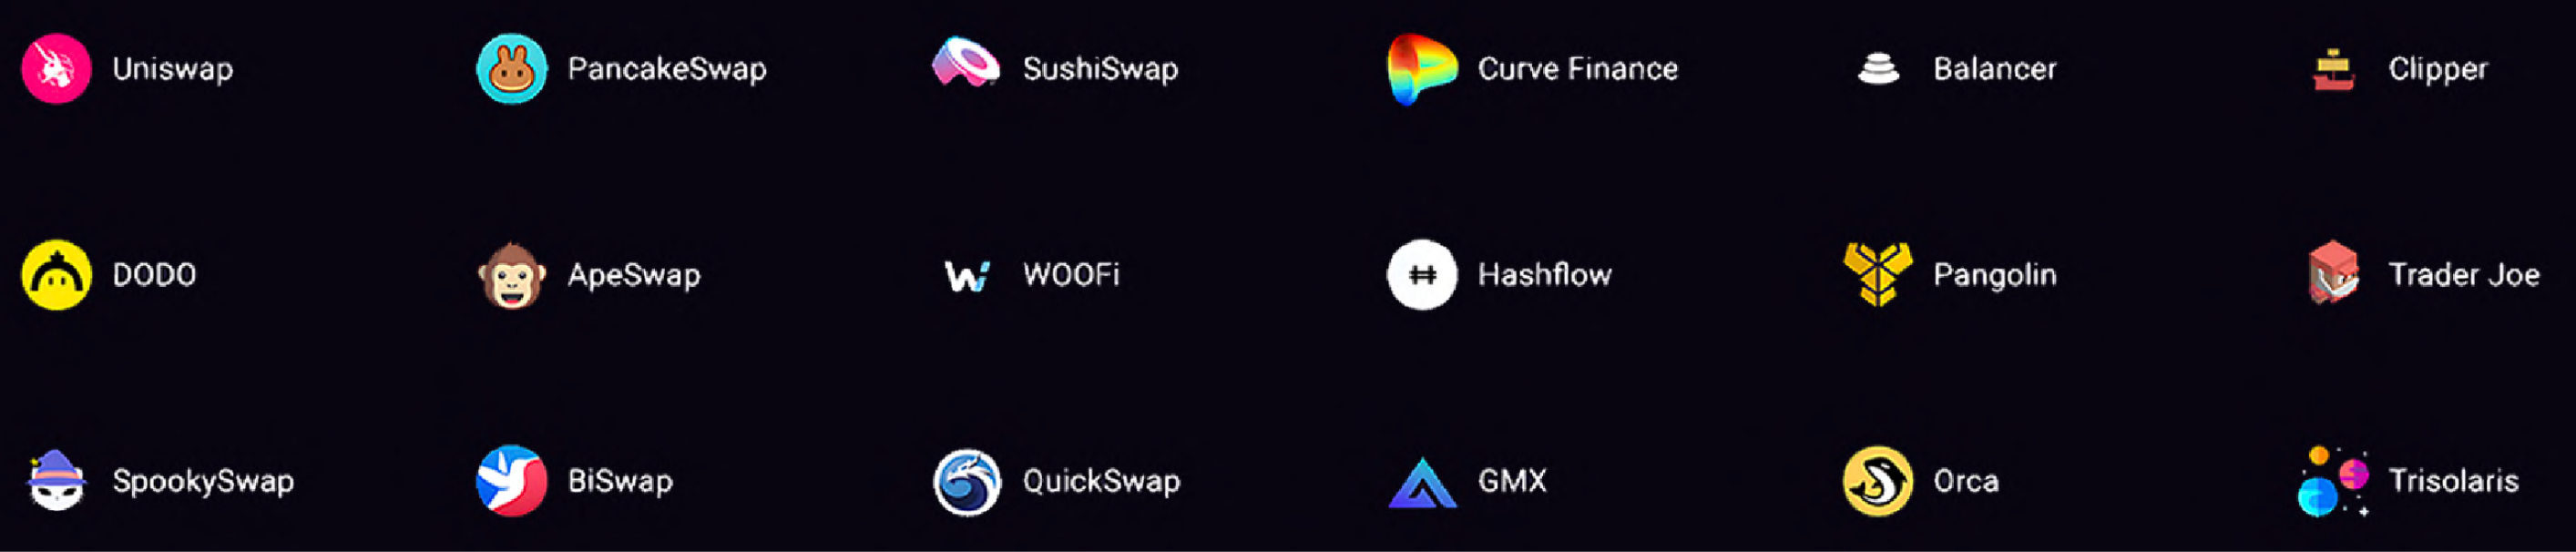 Uniswap PancakeSwap SushiSwap Curve Finance Balancer Clipper
DODO ApeSwap WOOFi Hashflow Pangolin Trader Joe
SpookySwap BiSwap QuickSwap GMX Orca Trisolaris